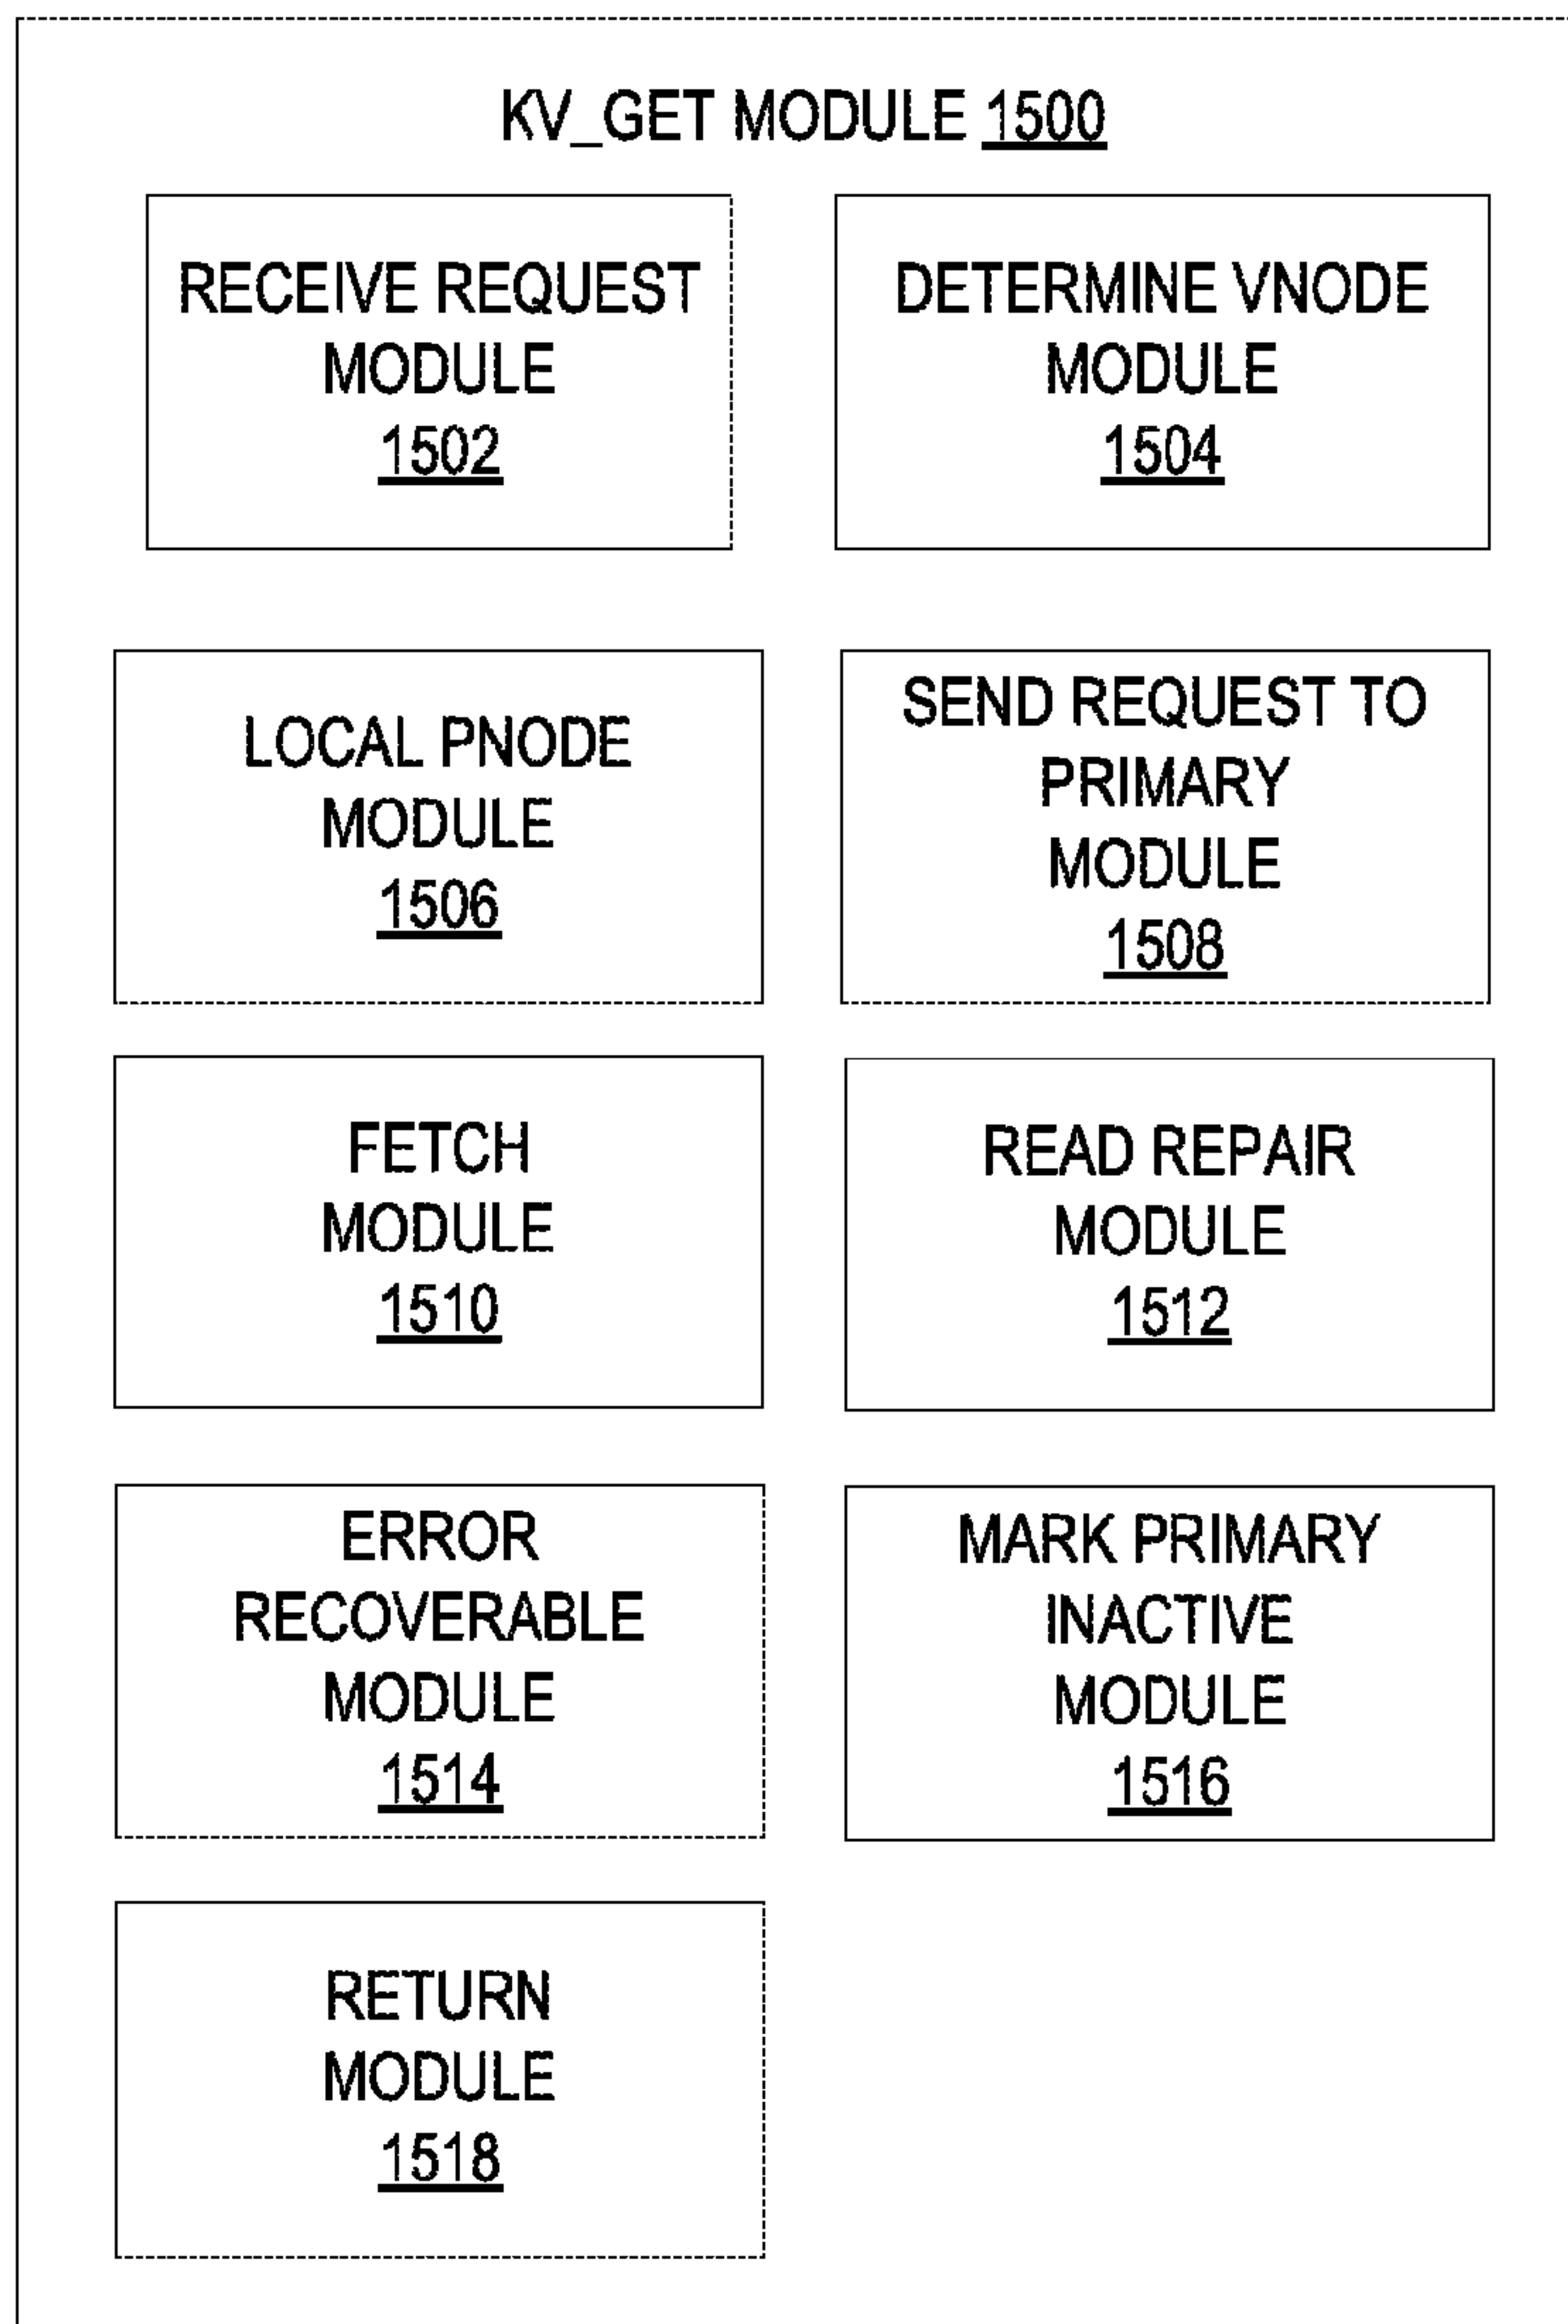 KV_GET MODULE 1500
RECEIVE REQUEST
MODULE
1502
DETERMINE VNODE
MODULE
1504
LOCAL PNODE
MODULE
1506
SEND REQUEST TO
PRIMARY
MODULE
1508
FETCH
MODULE
1510
READ REPAIR
MODULE
1512
ERROR
RECOVERABLE
MODULE
1514
MARK PRIMARY
INACTIVE
MODULE
1516
RETURN
MODULE
1518